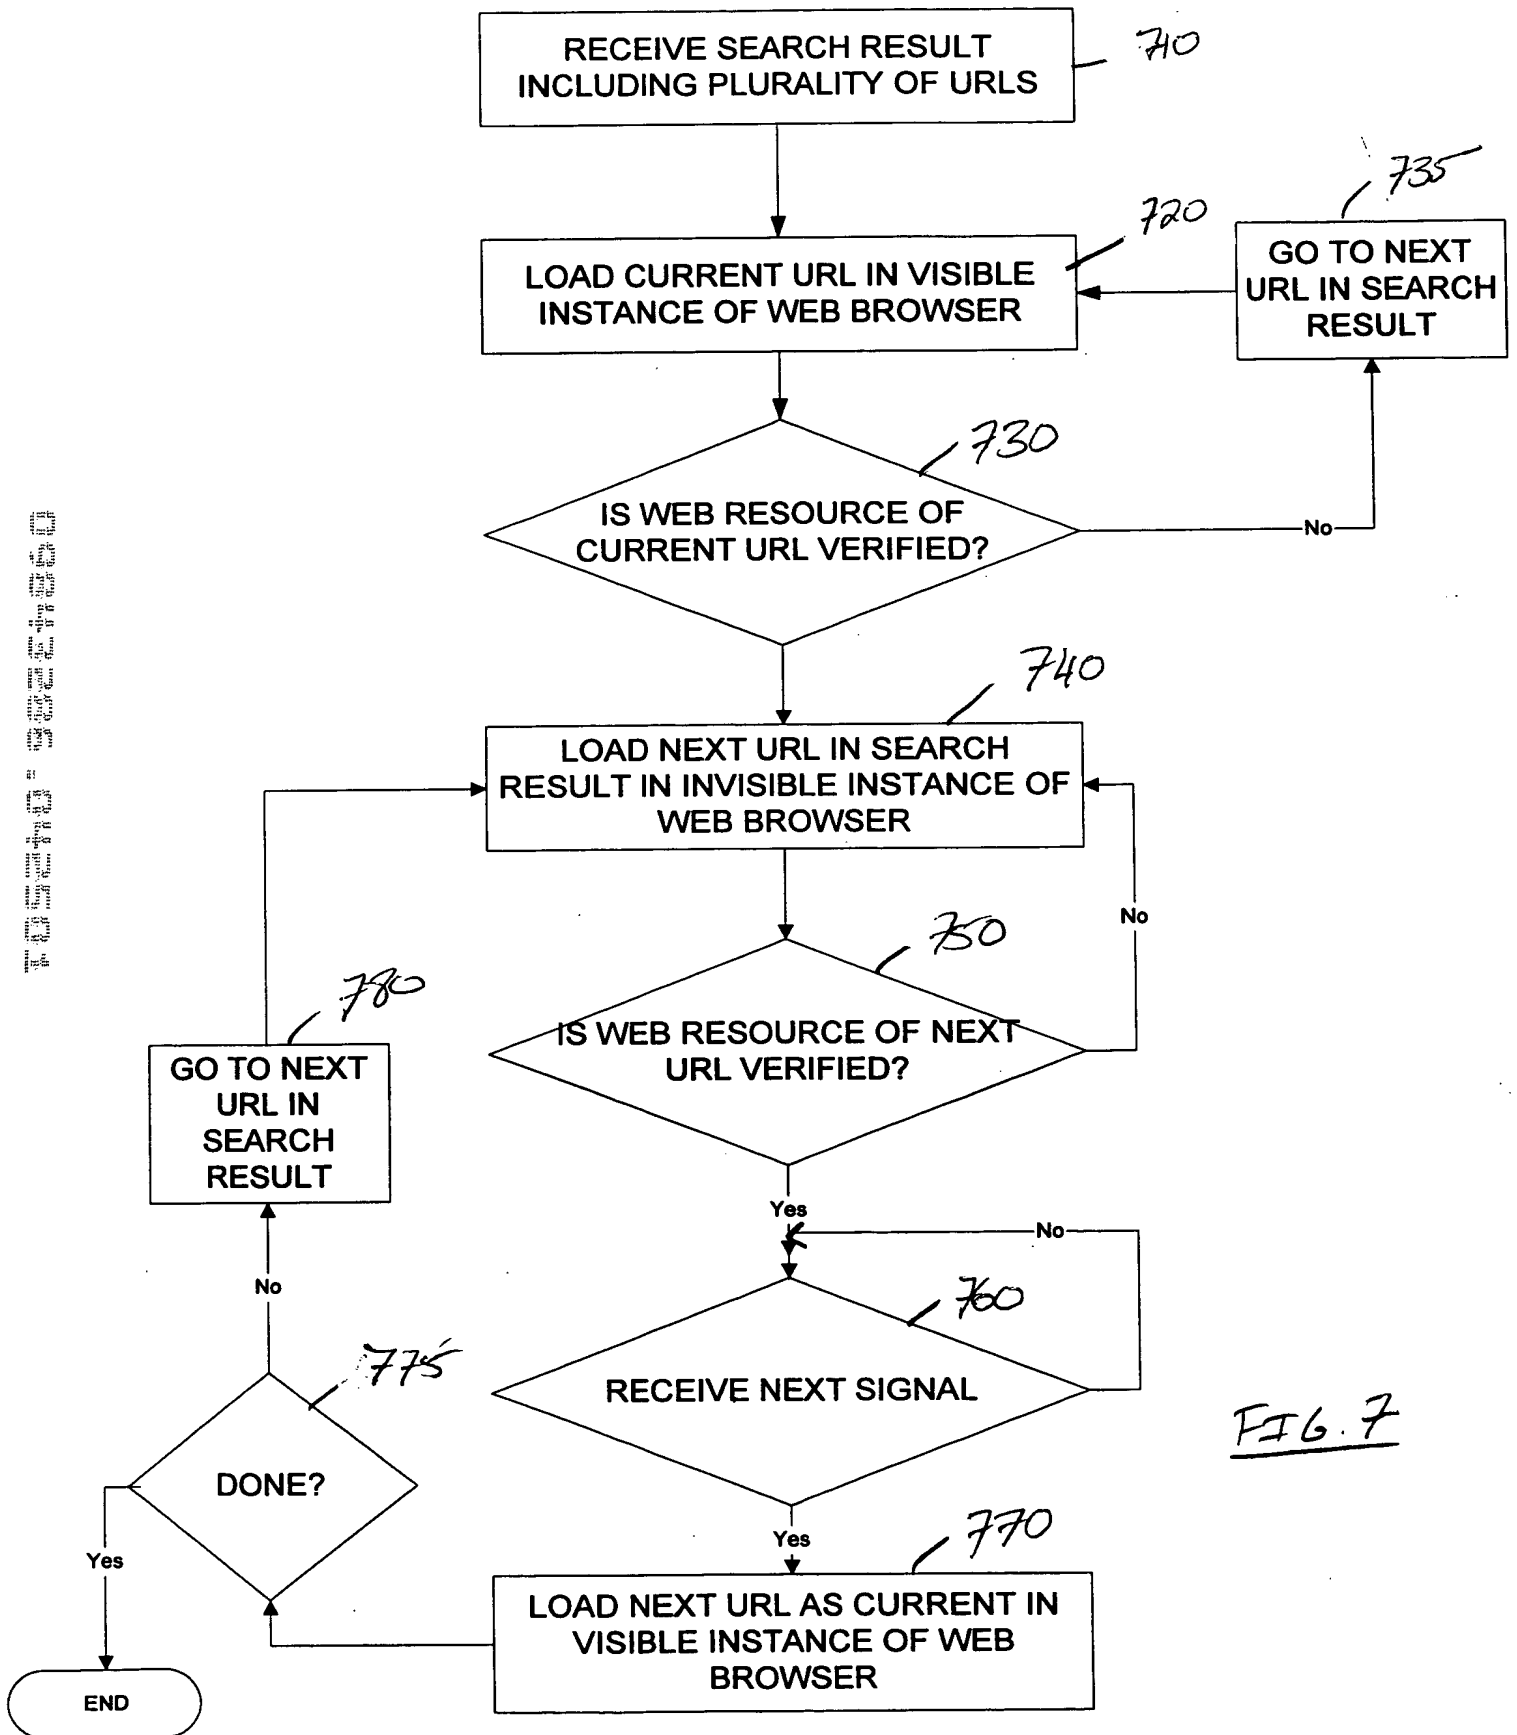 RECEIVE SEARCH RESULT
INCLUDING PLURALITY OF URLS
710
LOAD CURRENT URL IN VISIBLE
INSTANCE OF WEB BROWSER
720
GO TO NEXT
URL IN SEARCH
RESULT
735
IS WEB RESOURCE OF
CURRENT URL VERIFIED?
730
No
LOAD NEXT URL IN SEARCH
RESULT IN INVISIBLE INSTANCE OF
WEB BROWSER
740
No
IS WEB RESOURCE OF NEXT
URL VERIFIED?
750
Yes
No
GO TO NEXT
URL IN
SEARCH
RESULT
780
No
RECEIVE NEXT SIGNAL
760
Yes
DONE?
775
Yes
LOAD NEXT URL AS CURRENT IN
VISIBLE INSTANCE OF WEB
BROWSER
770
END
FIG. 7